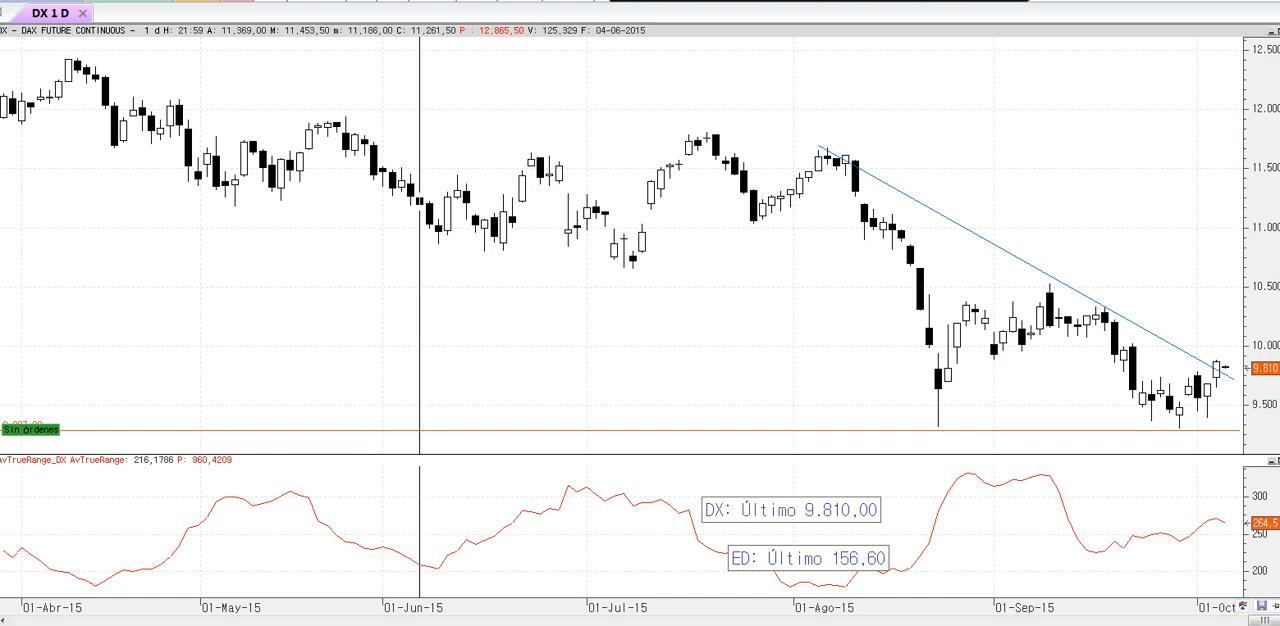 DX 1 D
DX - DAX FUTURE CONTINUOUS - 1 d H: 21:59 A: 11,369,00 M: 11,453,50 m: 11,186,00 C: 11,261,50 P : 12,865,50 V: 125,329 F: 04-06-2015
12.500
12.000
11.500
11.000
10.500
10.000
9.810
9.500
Sin órdenes
AvTrueRange_DX AvTrueRange: 216,1786 P: 960,4209
300
DX: Último 9.810,00
264,5
250
ED: Último 156,60
200
01-Abr-15
01-May-15
01-Jun-15
01-Jul-15
01-Ago-15
01-Sep-15
01-Oct